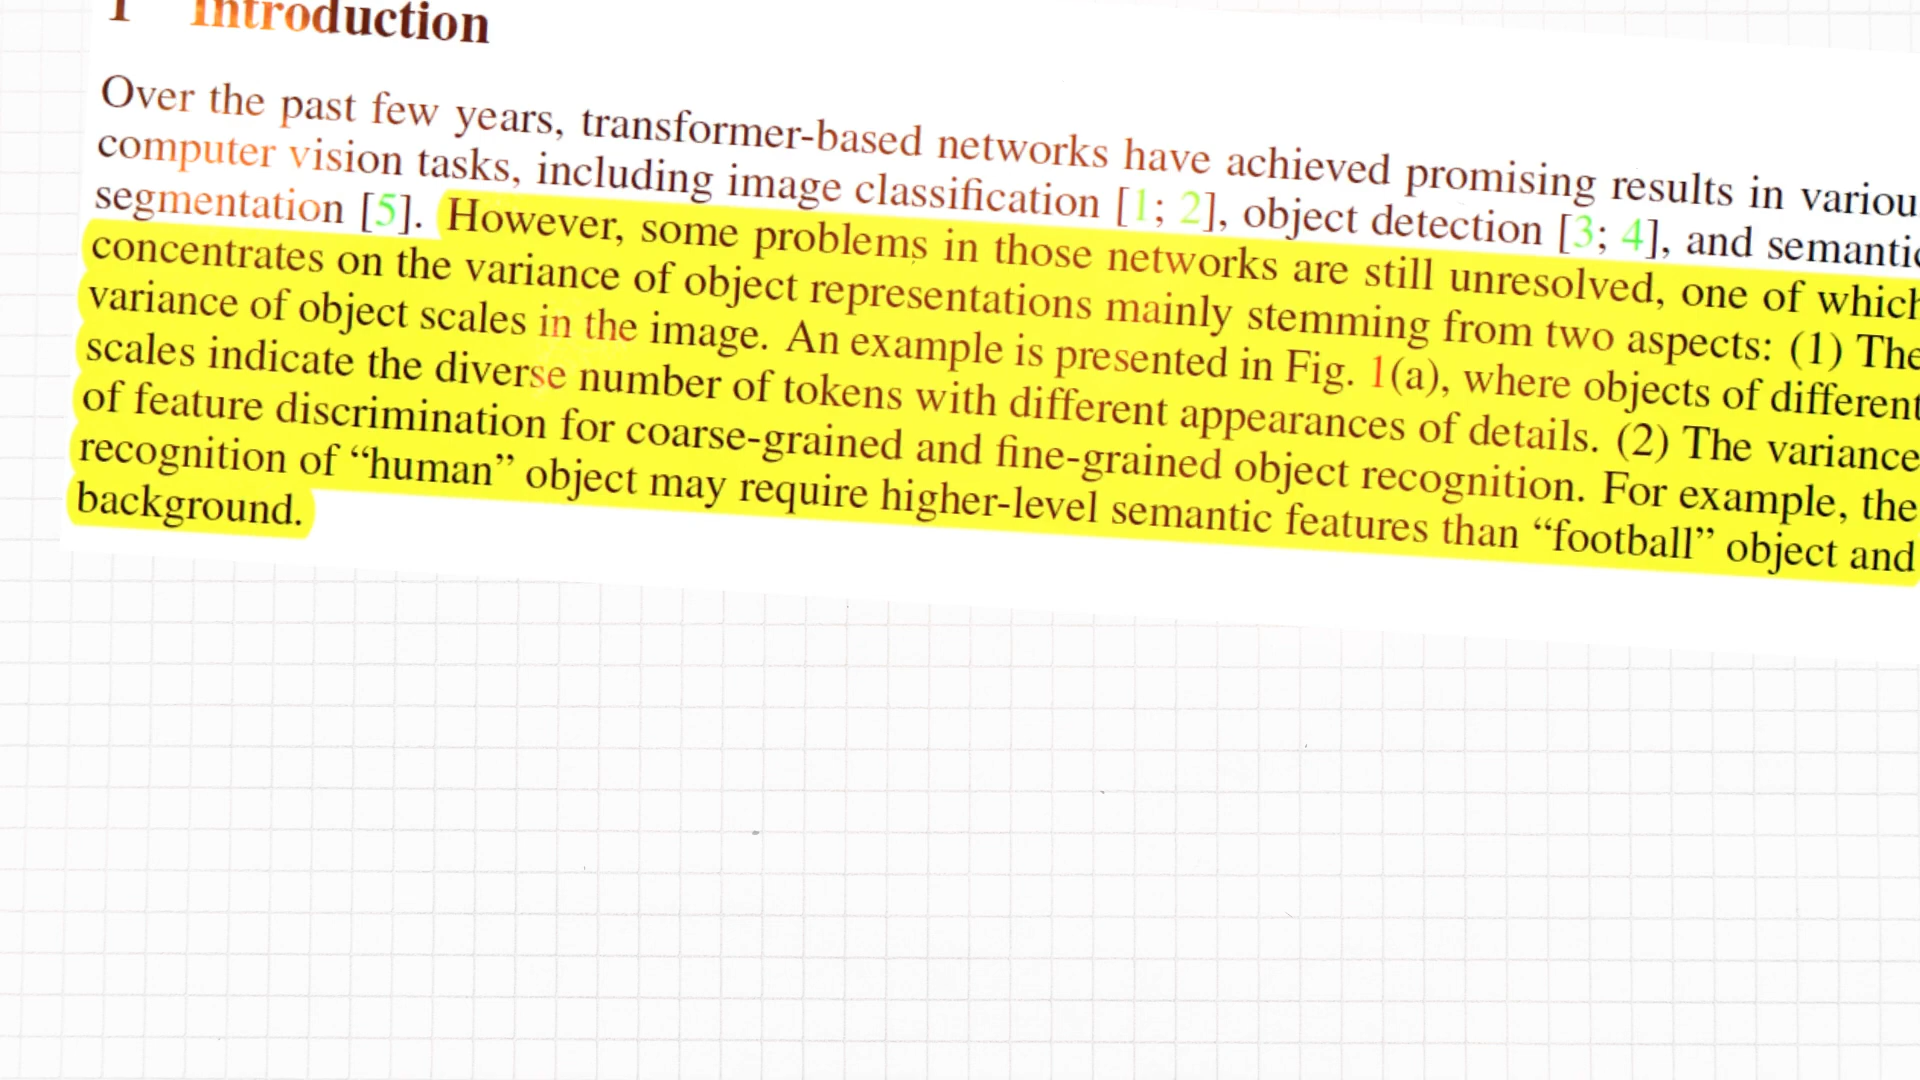 1 Introduction
Over the past few years, transformer-based networks have achieved promising results in variou
computer vision tasks, including image classification [1; 2], object detection [3; 4], and semantic
segmentation [5]. However, some problems in those networks are still unresolved, one of which
concentrates on the variance of object representations mainly stemming from two aspects: (1) The
variance of object scales in the image. An example is presented in Fig. 1(a), where objects of different
scales indicate the diverse number of tokens with different appearances of details. (2) The variance
of feature discrimination for coarse-grained and fine-grained object recognition. For example, the
recognition of “human” object may require higher-level semantic features than “football” object and
background.